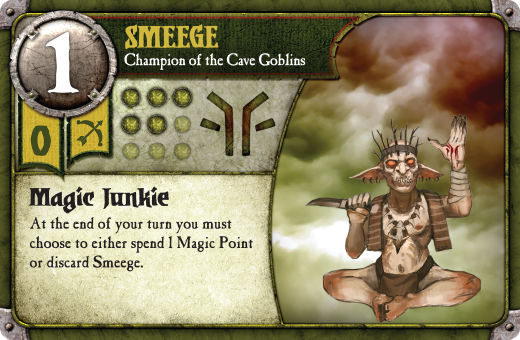 1
SMEEGE
Champion of the Cave Goblins
0
Magic Junkie
At the end of your turn you must
choose to either spend 1 Magic Point
or discard Smeege.